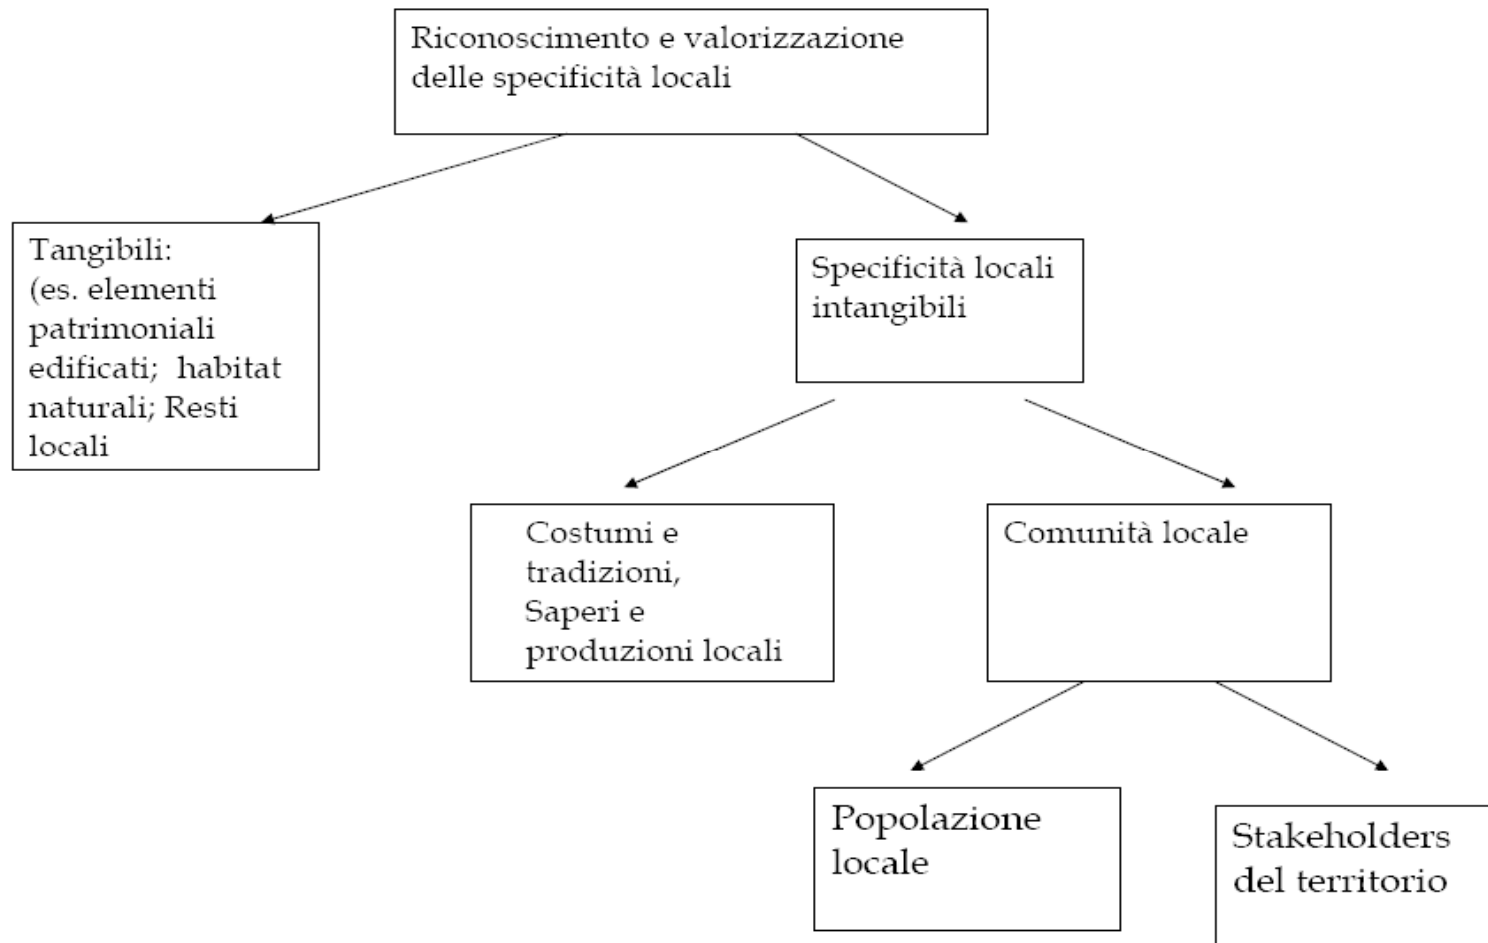 Riconoscimento e valorizzazione
delle specificità locali
Tangibili:
(es. elementi
patrimoniali
edificati; habitat
naturali; Resti
locali
Specificità locali
intangibili
Costumi e
tradizioni,
Saperi e
produzioni locali
Comunità locale
Popolazione
locale
Stakeholders
del territorio